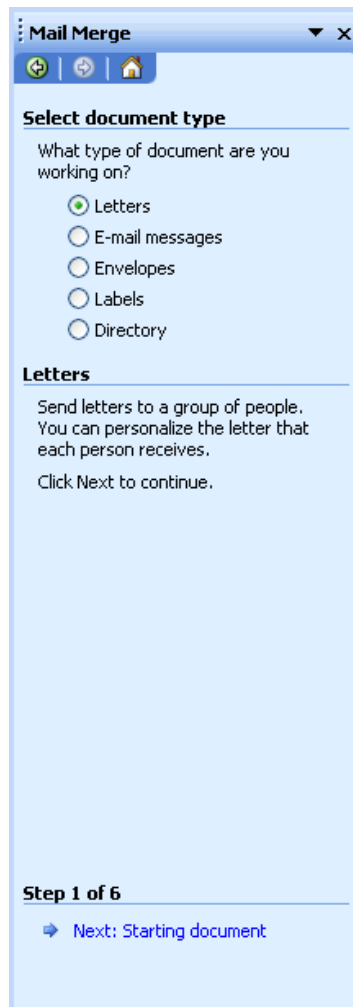 Mail Merge
Select document type
What type of document are you
working on?
Letters
E-mail messages
Envelopes
Labels
Directory
Letters
Send letters to a group of people.
You can personalize the letter that
each person receives.
Click Next to continue.
Step 1 of 6
Next: Starting document